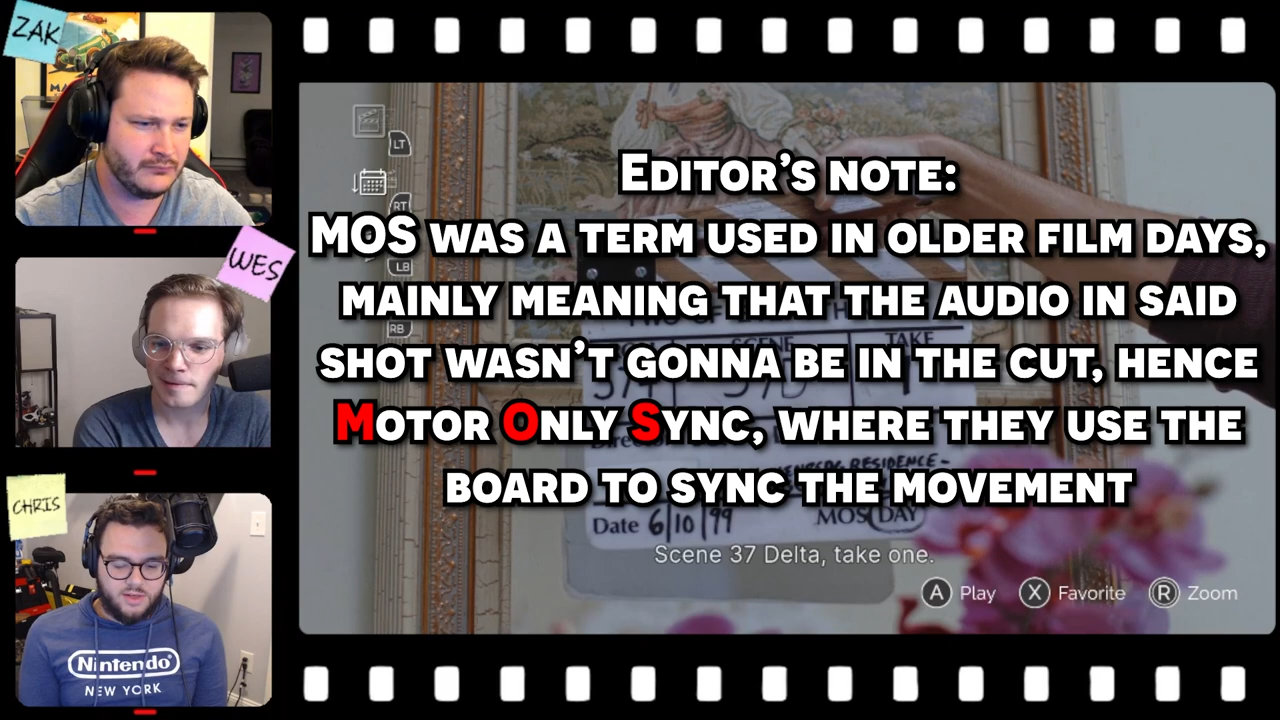 ZAK
WES
CHRIS
Nintendo
NEW YORK
LT
RT
LB
RB
EDITOR'S NOTE:
MOS WAS A TERM USED IN OLDER FILM DAYS,
MAINLY MEANING THAT THE AUDIO IN SAID
SHOT WASN'T GONNA BE IN THE CUT, HENCE
MOTOR ONLY SYNC, WHERE THEY USE THE
BOARD TO SYNC THE MOVEMENT
SCENE
TAKE
RESIDENCE-
Date 6/10/99 MOS DAY
Scene 37 Delta, take one.
A Play X Favorite R Zoom